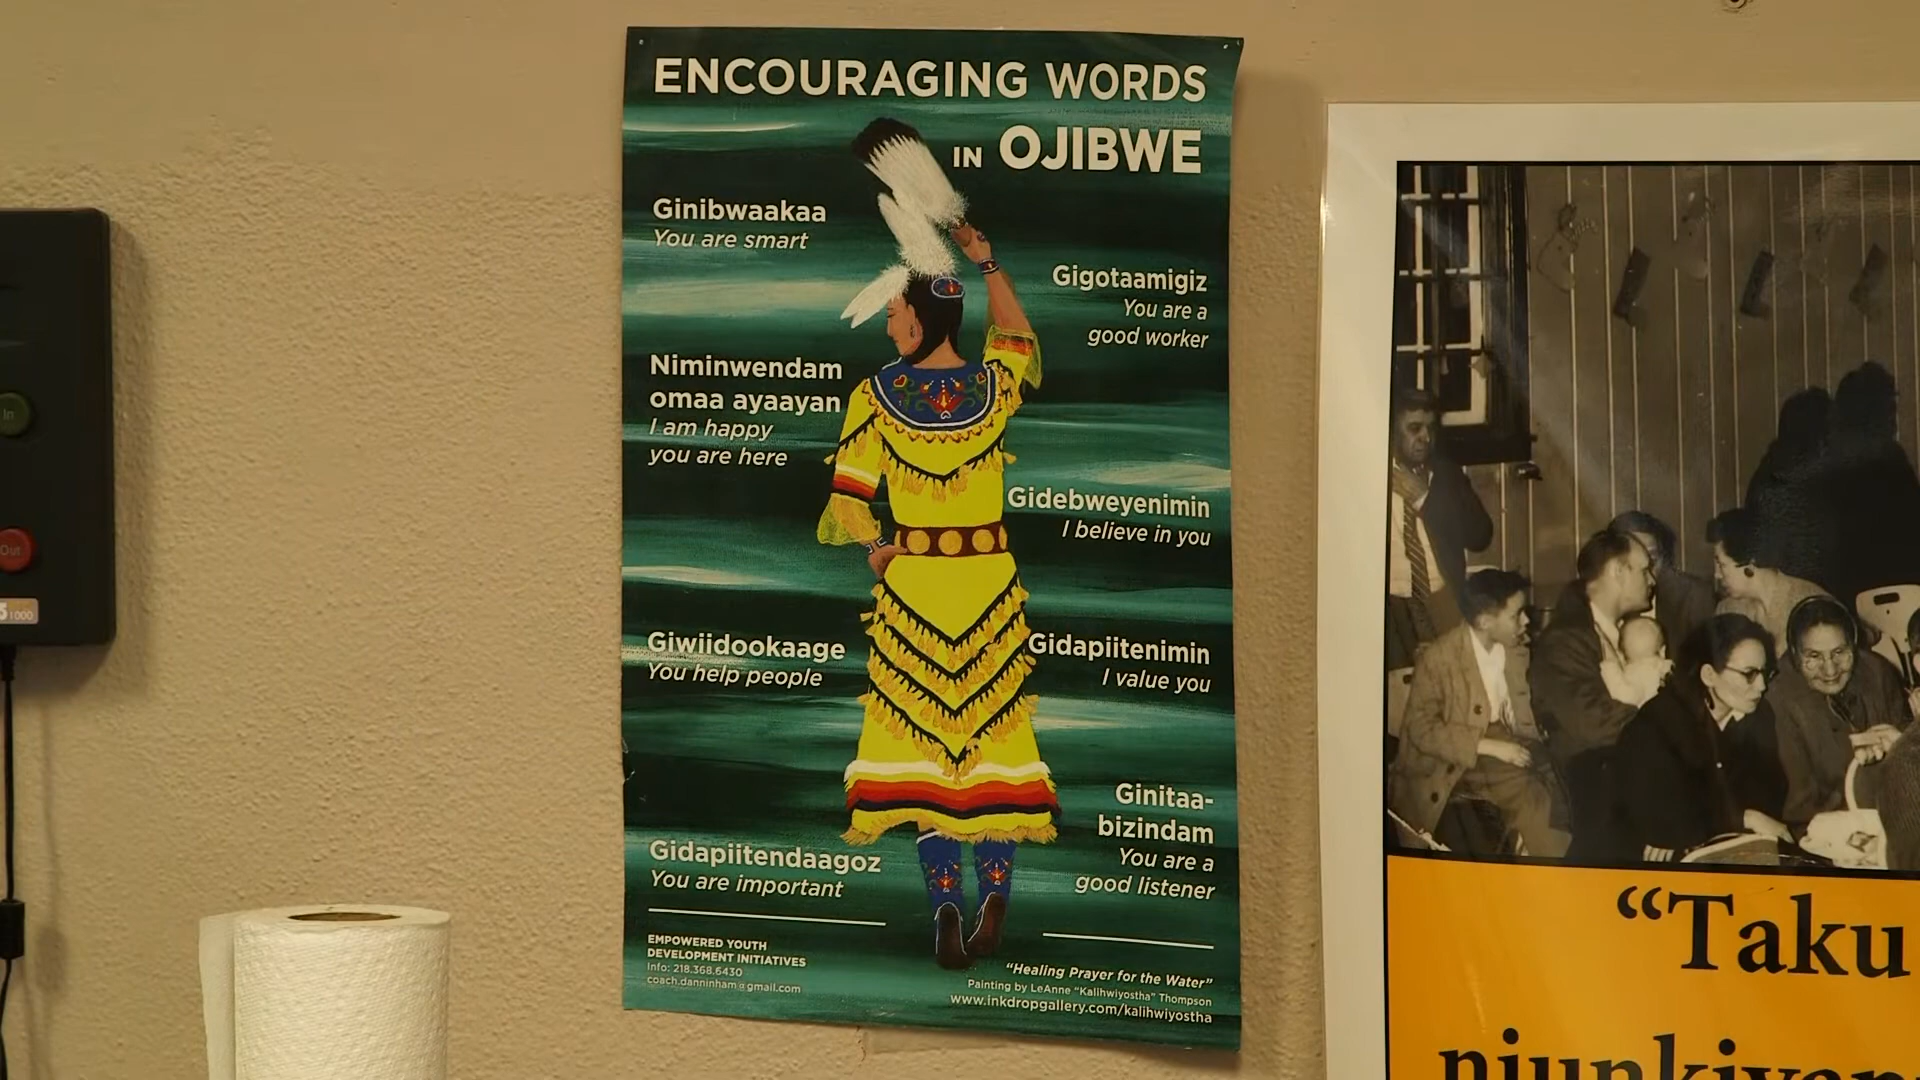 ENCOURAGING WORDS
IN OJIBWE
Ginibwaakaa
You are smart
Gigotaamigiz
You are a
good worker
Niminwendam
omaa ayaayan
I am happy
you are here
Gidebweyenimin
I believe in you
Giwiidookaage
You help people
Gidapiitenimin
I value you
Ginitaa-
bizindam
You are a
good listener
Gidapiitendaagoz
You are important
EMPOWERED YOUTH
DEVELOPMENT INITIATIVES
Info: 218.368.6430
coach.danninham@gmail.com
"Healing Prayer for the Water"
Painting by LeAnne "Kalihwiyostha" Thompson
www.inkdropgallery.com/kalihwiyostha
In
Out
1000
“Taku